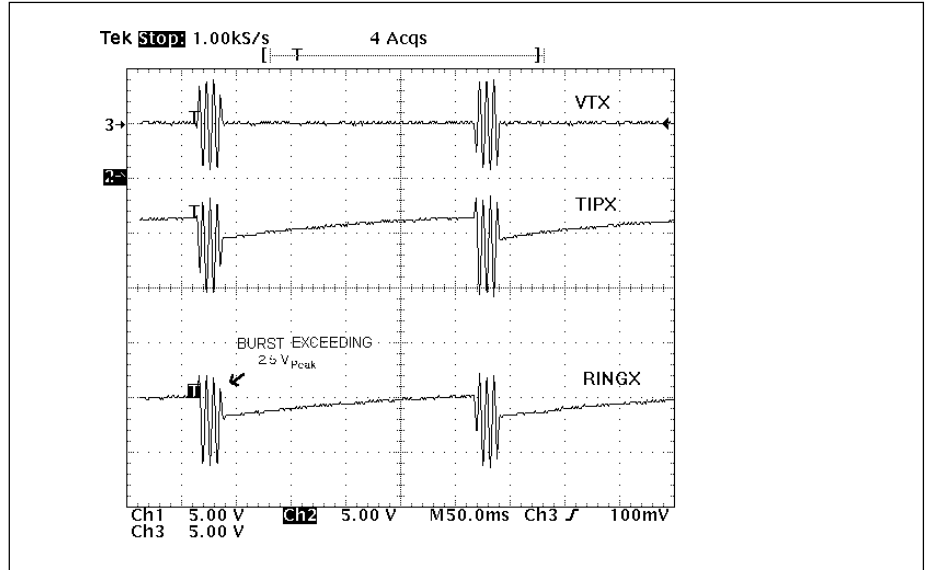 Tek Stop: 1.00kS/s 4 Acqs
[ T ]
VTX
T
3→
2→
TIPX
T
BURST EXCEEDING
2.5 VPeak
RINGX
T
Ch1 5.00 V Ch2 5.00 V M50.0ms Ch3 ʃ 100mV
Ch3 5.00 V